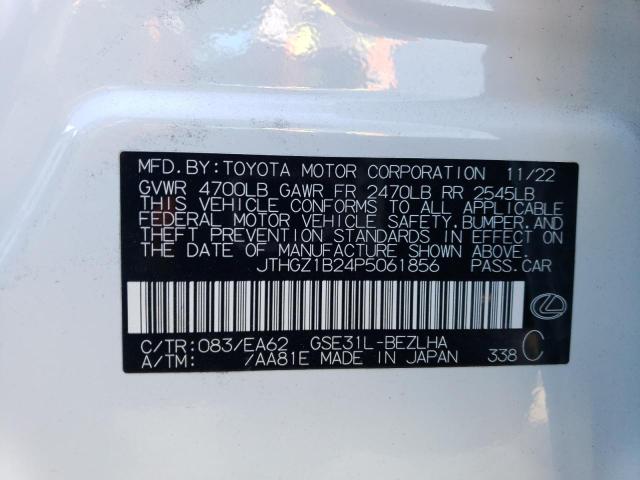 MFD.BY:TOYOTA MOTOR CORPORATION 11/22
GVWR 4700LB GAWR FR 2470LB RR 2545LB
THIS VEHICLE CONFORMS TO ALL APPLICABLE
FEDERAL MOTOR VEHICLE SAFETY,BUMPER,AND
THEFT PREVENTION STANDARDS IN EFFECT ON
THE DATE OF MANUFACTURE SHOWN ABOVE.
JTHGZ1B24P5061856 PASS.CAR
C/TR:083/EA62 GSE31L-BEZLHA
A/TM: /AA81E MADE IN JAPAN 338 C